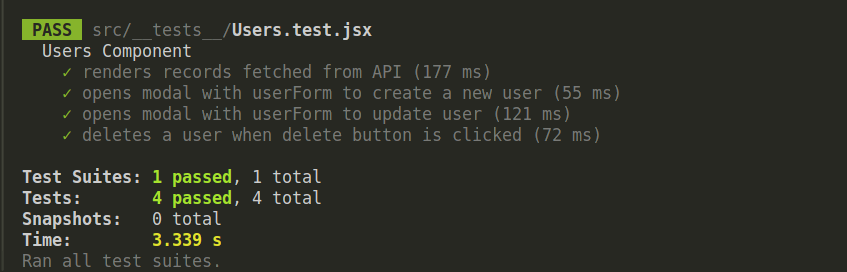 PASS src/__tests__/Users.test.jsx
Users Component
✓ renders records fetched from API (177 ms)
✓ opens modal with userForm to create a new user (55 ms)
✓ opens modal with userForm to update user (121 ms)
✓ deletes a user when delete button is clicked (72 ms)
Test Suites: 1 passed, 1 total
Tests: 4 passed, 4 total
Snapshots: 0 total
Time: 3.339 s
Ran all test suites.